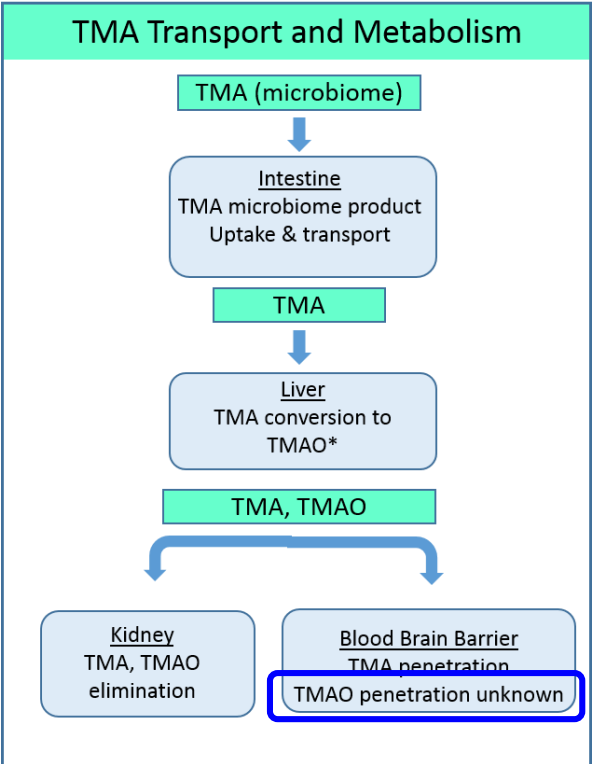 TMA Transport and Metabolism
TMA (microbiome)
Intestine
TMA microbiome product
Uptake & transport
TMA
Liver
TMA conversion to
TMAO*
TMA, TMAO
Kidney
TMA, TMAO
elimination
Blood Brain Barrier
TMA penetration
TMAO penetration unknown